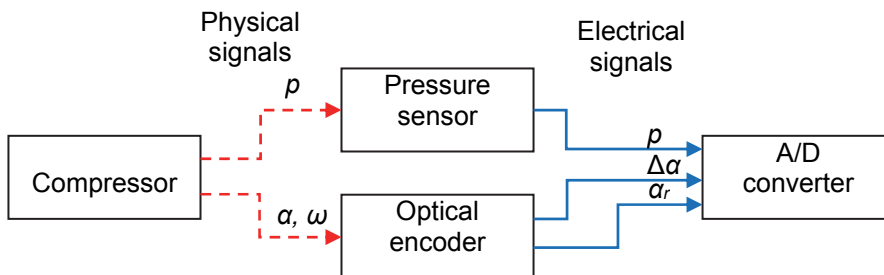 Physical
signals
Electrical
signals
p
Pressure
sensor
Compressor
p
Δα
αr
A/D
converter
α, ω
Optical
encoder